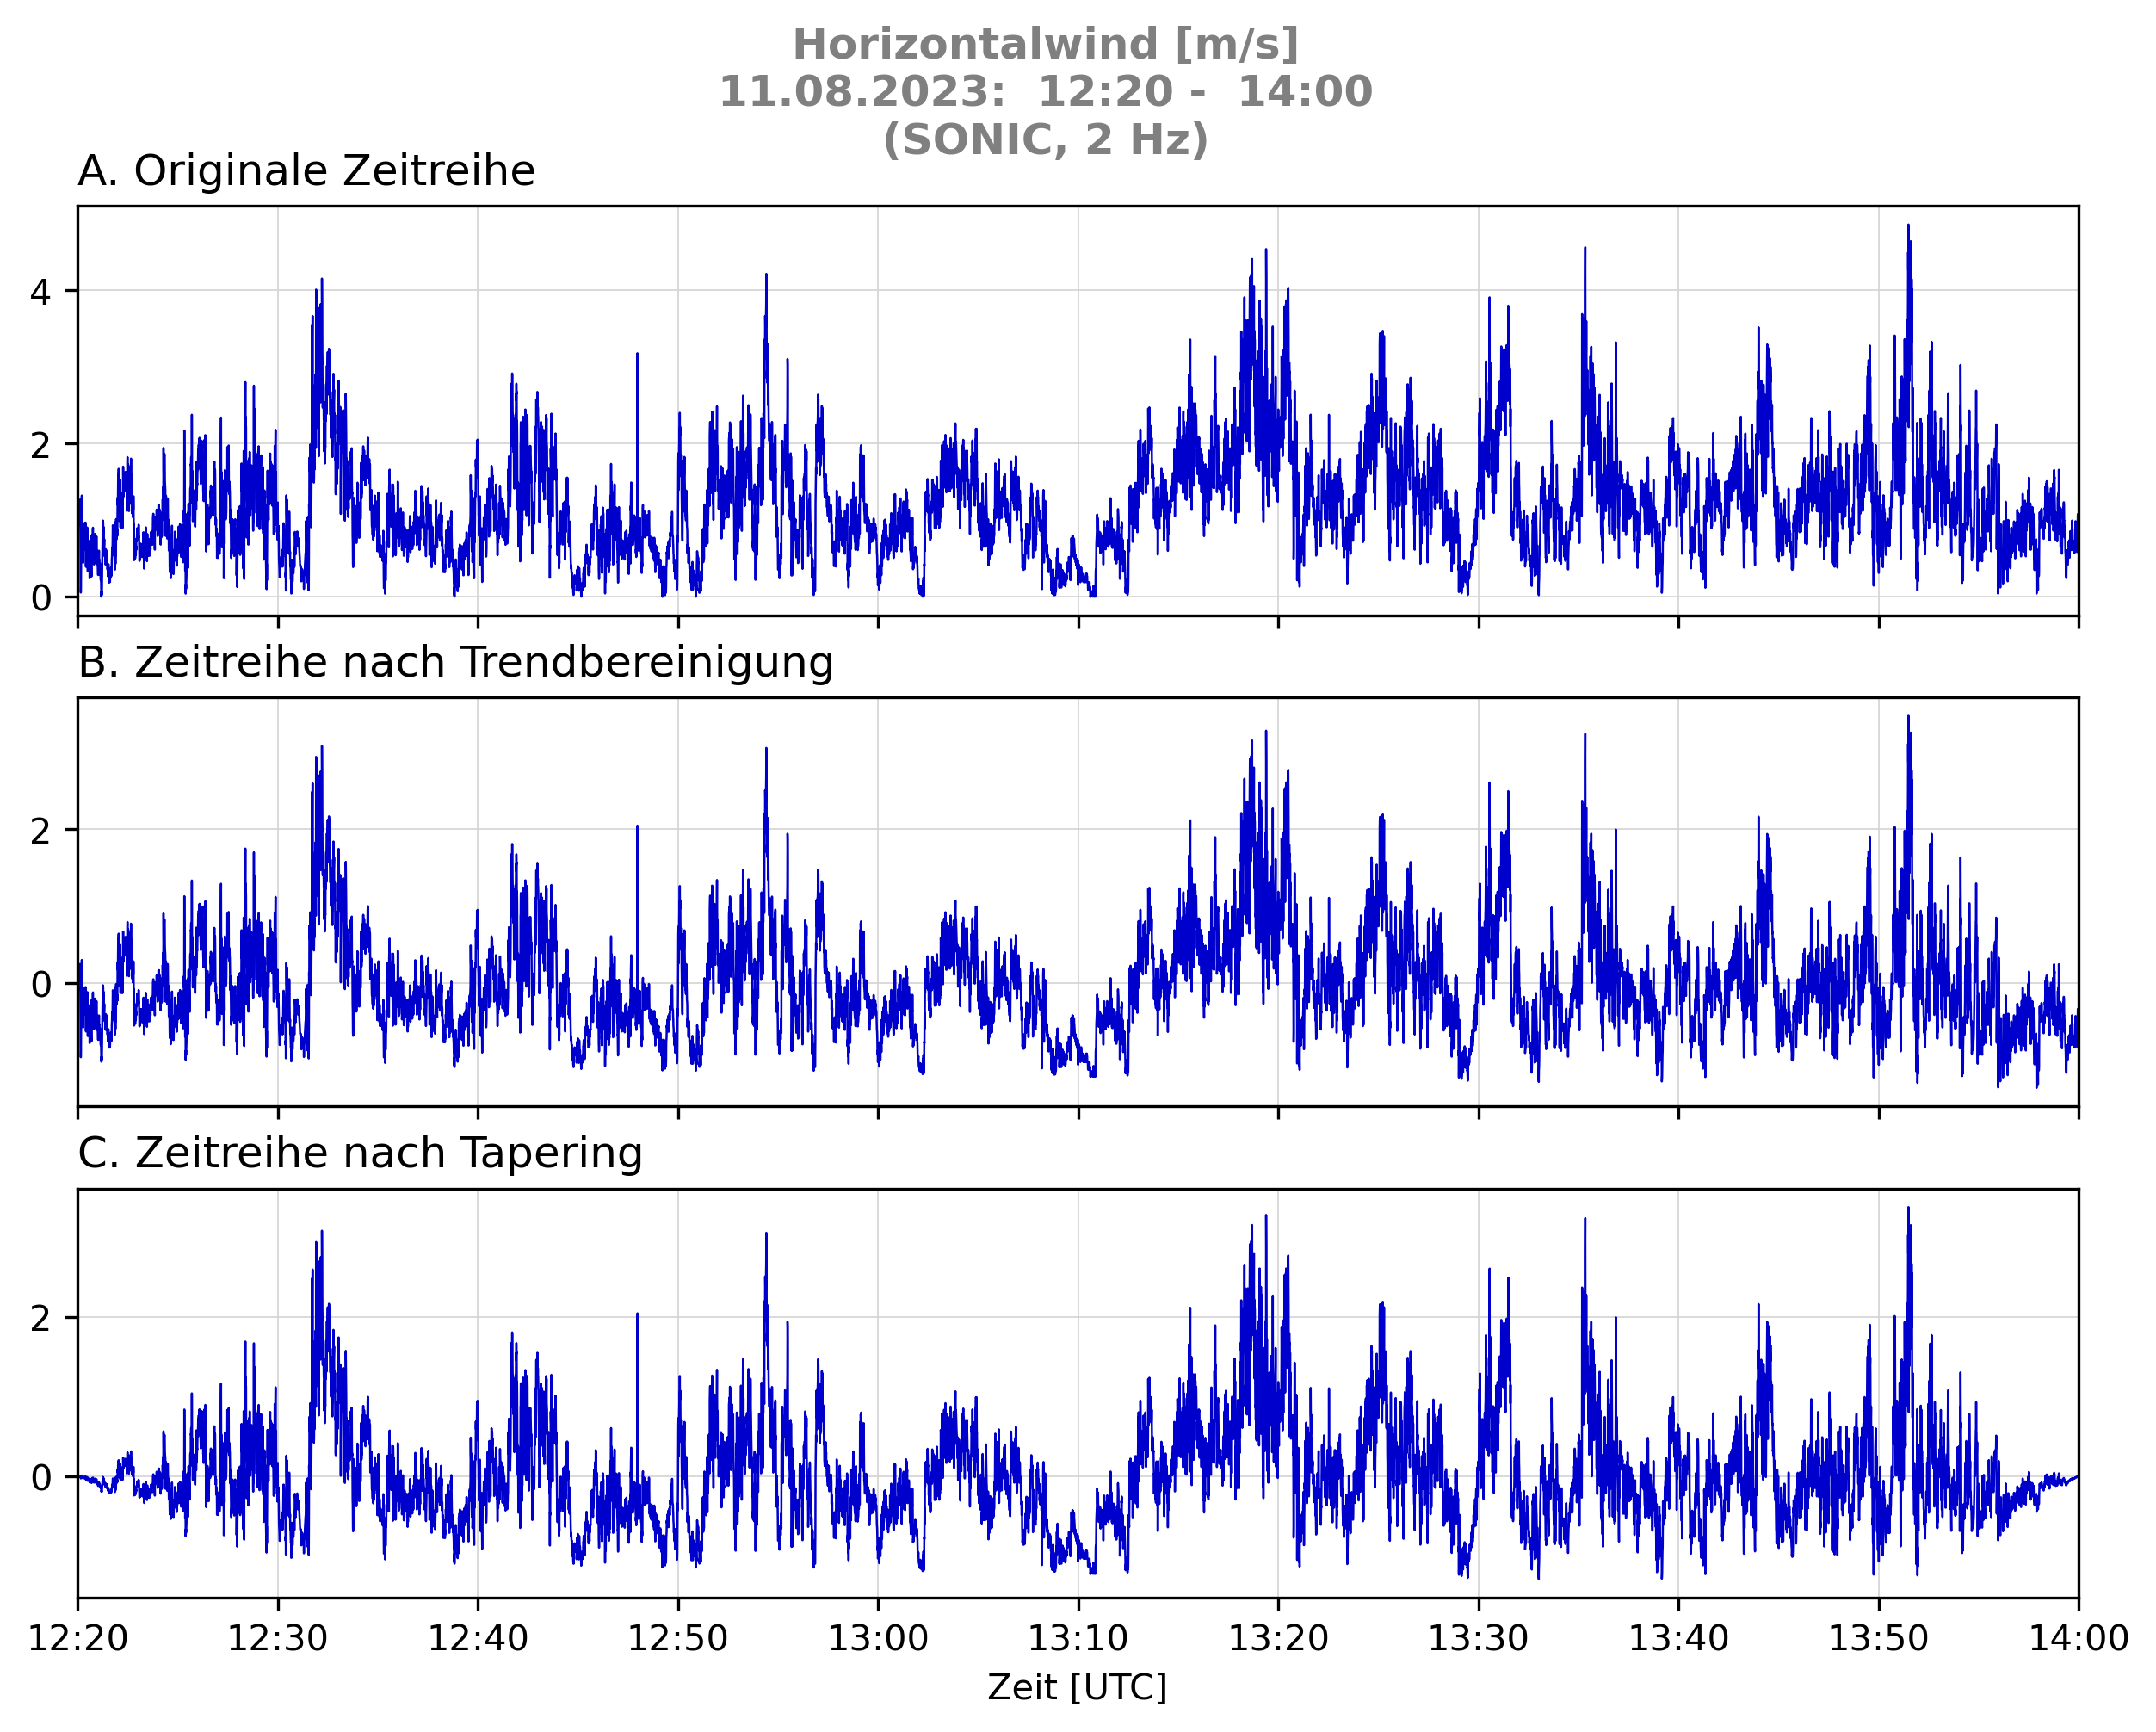 Horizontalwind [m/s]
11.08.2023:  12:20 -  14:00
(SONIC, 2 Hz)
A. Originale Zeitreihe
4
2
0
B. Zeitreihe nach Trendbereinigung
2
0
C. Zeitreihe nach Tapering
2
0
12:20 12:30 12:40 12:50 13:00 13:10 13:20 13:30 13:40 13:50 14:00
Zeit [UTC]